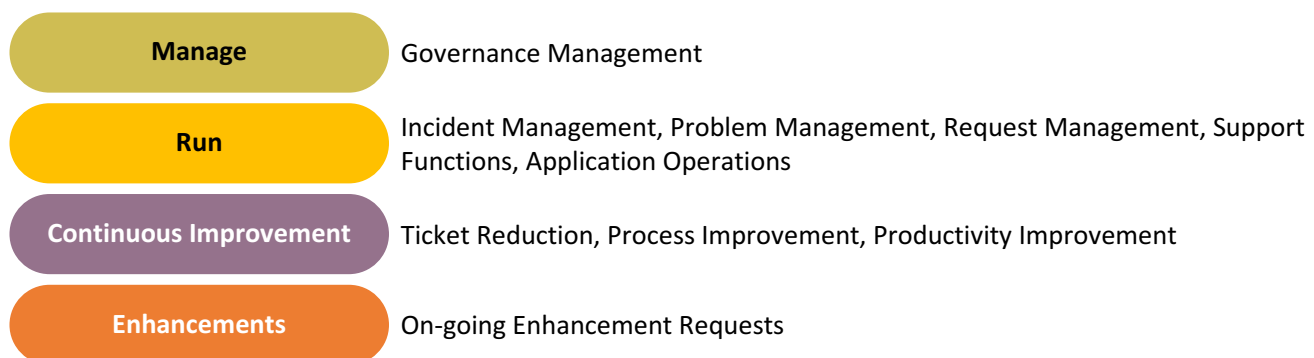 Manage
Governance Management
Run
Incident Management, Problem Management, Request Management, Support
Functions, Application Operations
Continuous Improvement
Ticket Reduction, Process Improvement, Productivity Improvement
Enhancements
On-going Enhancement Requests